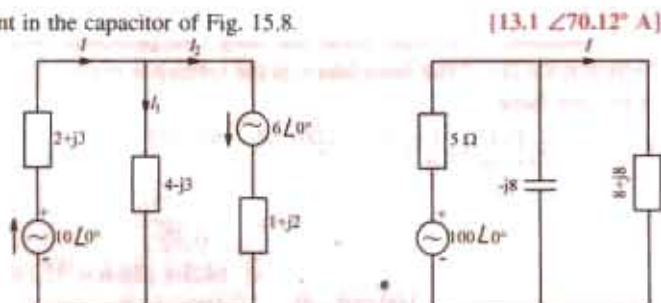 nt in the capacitor of Fig. 15.8. [13.1 ∠70.12° A]
I I₂ I
I₁
2+j3 6∠0° 5 Ω
4-j3 -j8 8+j8
1+j2
10∠0° 100∠0°
+ +
- -